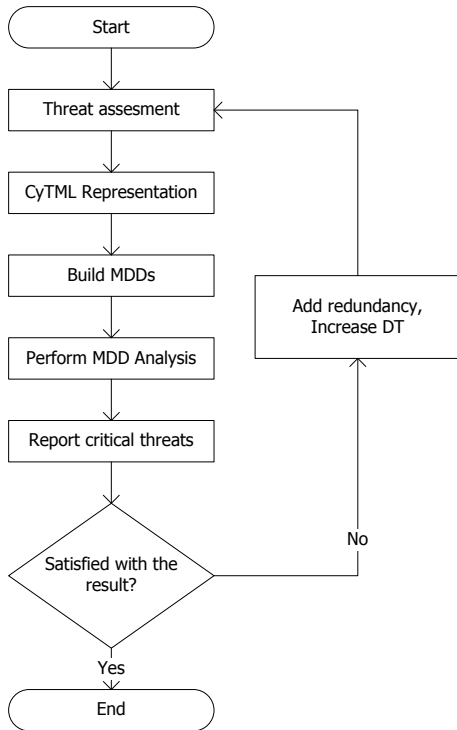 Start
Threat assesment
CyTML Representation
Build MDDs
Perform MDD Analysis
Report critical threats
Satisfied with the
result?
Yes
End
No
Add redundancy,
Increase DT